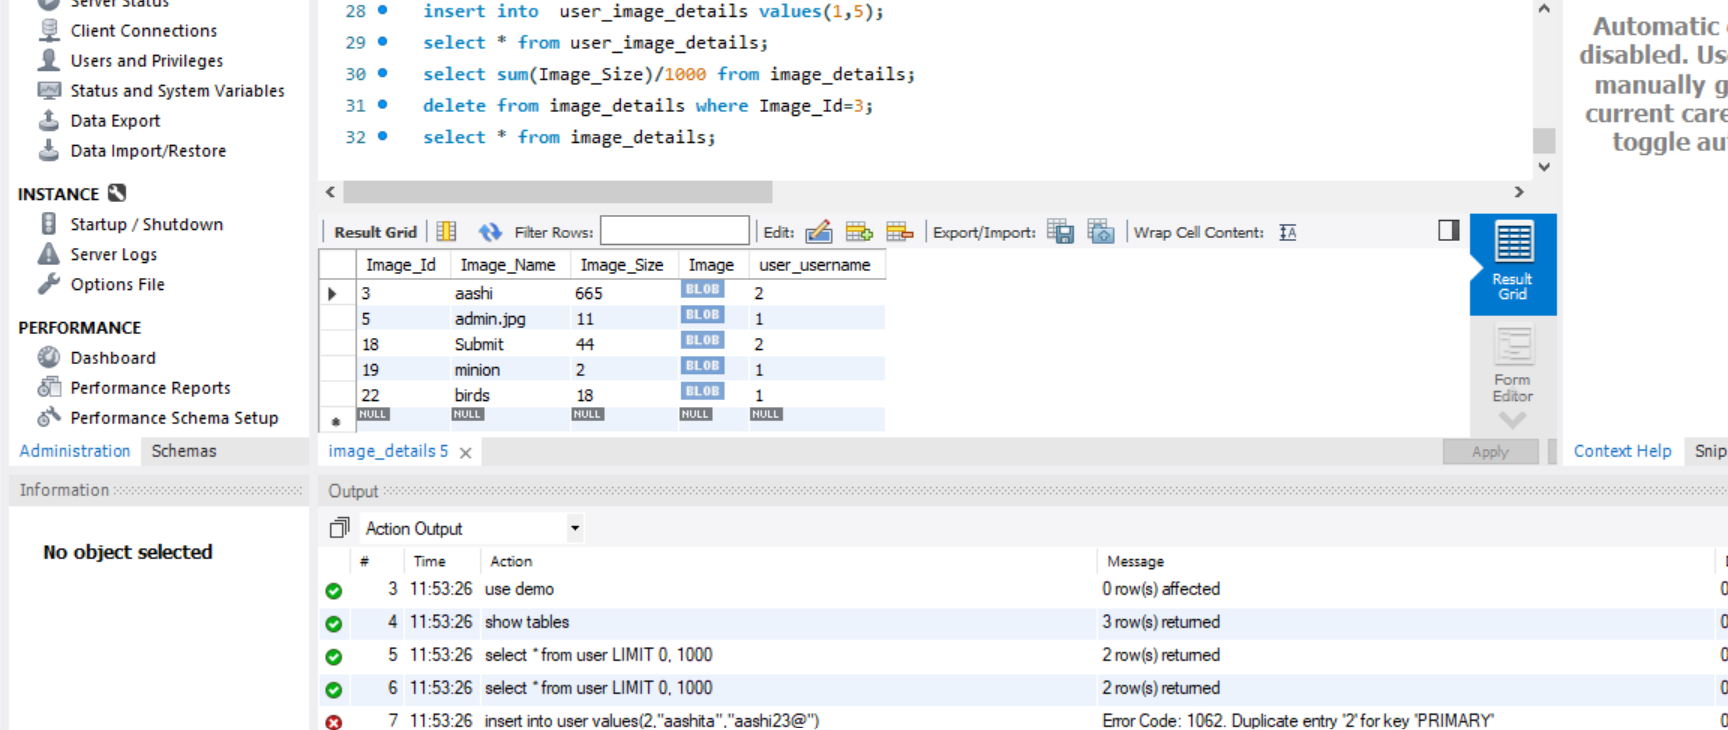 Server Status
Client Connections
Users and Privileges
Status and System Variables
Data Export
Data Import/Restore
INSTANCE
Startup / Shutdown
Server Logs
Options File
PERFORMANCE
Dashboard
Performance Reports
Performance Schema Setup
Administration Schemas
Information
No object selected
28 insert into user_image_details values(1,5);
29 select * from user_image_details;
30 select sum(Image_Size)/1000 from image_details;
31 delete from image_details where Image_Id=3;
32 select * from image_details;
Result Grid Filter Rows: Edit: Export/Import: Wrap Cell Content:
Image_Id Image_Name Image_Size Image user_username
3 aashi 665 BLOB 2
5 admin.jpg 11 BLOB 1
18 Submit 44 BLOB 2
19 minion 2 BLOB 1
22 birds 18 BLOB 1
NULL NULL NULL NULL NULL
Result
Grid
Form
Editor
image_details 5 Apply
Output
Action Output
# Time Action Message
3 11:53:26 use demo 0 row(s) affected
4 11:53:26 show tables 3 row(s) returned
5 11:53:26 select * from user LIMIT 0, 1000 2 row(s) returned
6 11:53:26 select * from user LIMIT 0, 1000 2 row(s) returned
7 11:53:26 insert into user values(2,"aashita","aashi23@") Error Code: 1062. Duplicate entry '2' for key 'PRIMARY'
Automatic
disabled. Us
manually g
current care
toggle au
Context Help Snip